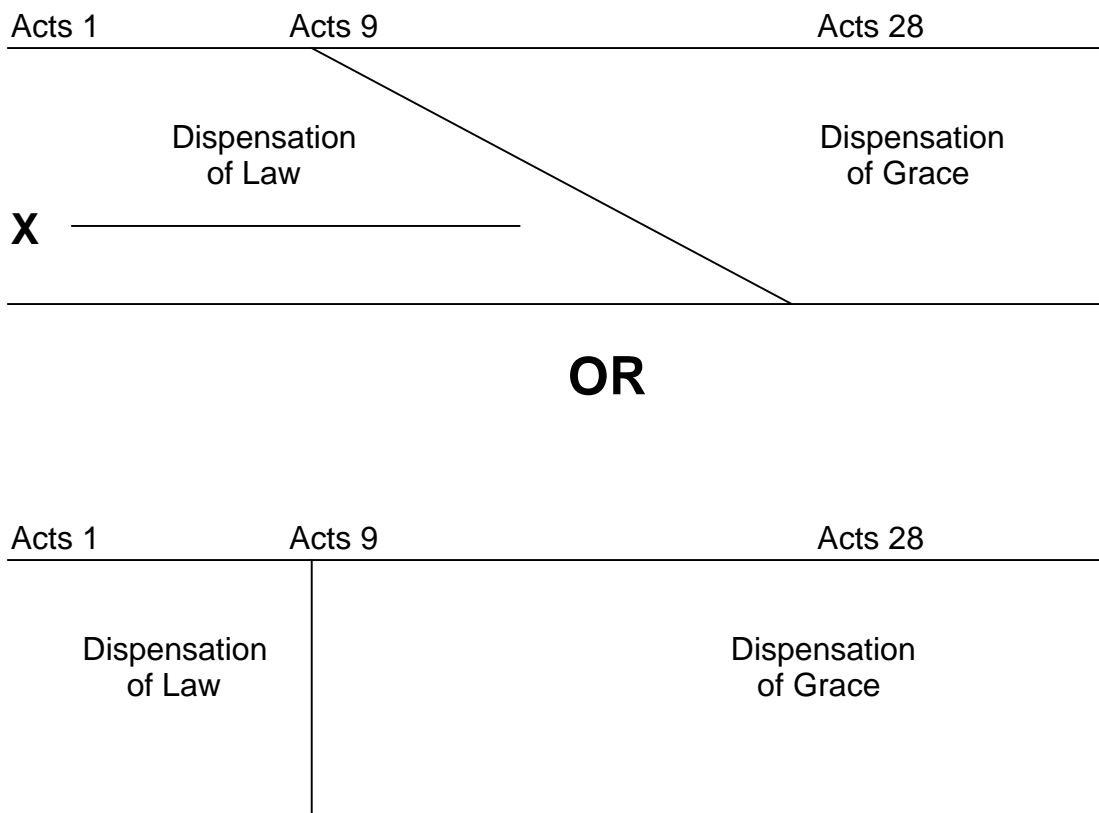 Acts 1 Acts 9 Acts 28
Dispensation Dispensation
of Law of Grace
X
OR
Acts 1 Acts 9 Acts 28
Dispensation Dispensation
of Law of Grace